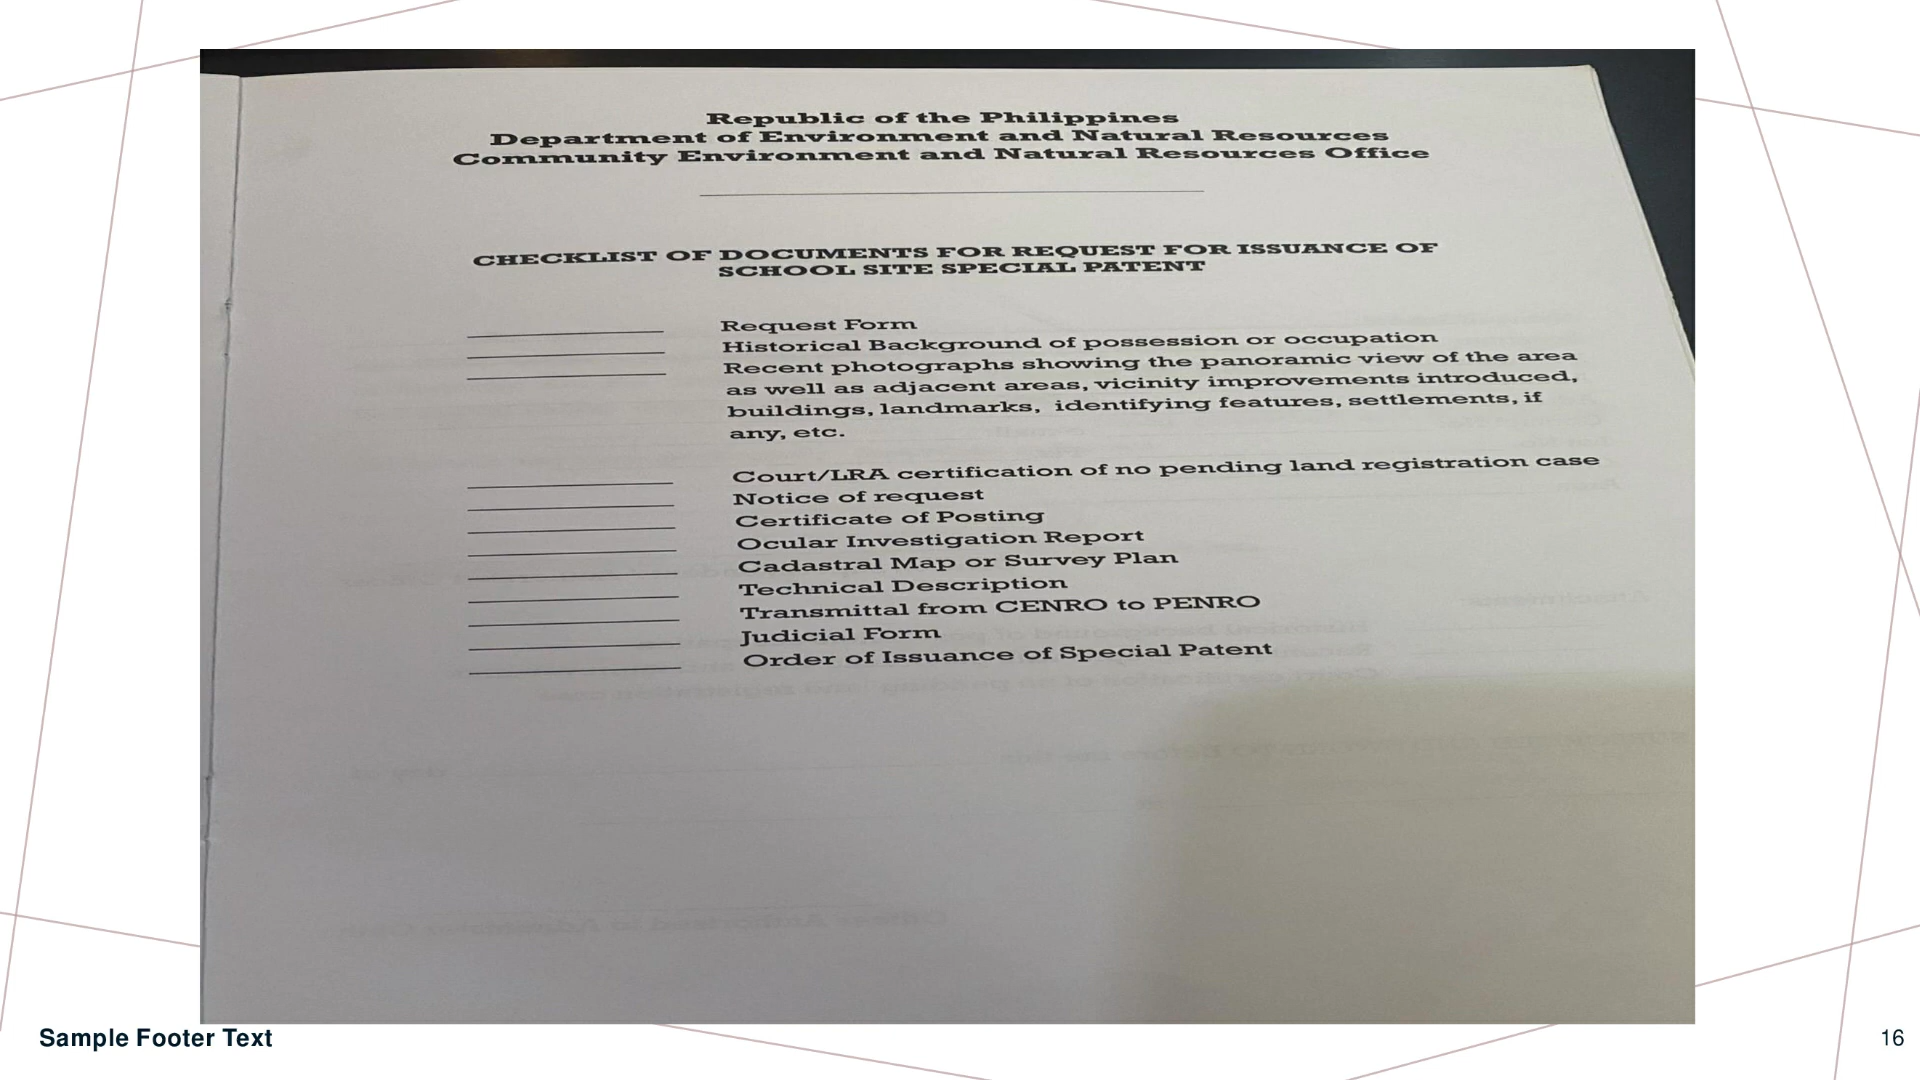 Republic of the Philippines
Department of Environment and Natural Resources
Community Environment and Natural Resources Office
CHECKLIST OF DOCUMENTS FOR REQUEST FOR ISSUANCE OF
SCHOOL SITE SPECIAL PATENT
Request Form
Historical Background of possession or occupation
Recent photographs showing the panoramic view of the area
as well as adjacent areas, vicinity improvements introduced,
buildings, landmarks, identifying features, settlements, if
any, etc.
Court/LRA certification of no pending land registration case
Notice of request
Certificate of Posting
Ocular Investigation Report
Cadastral Map or Survey Plan
Technical Description
Transmittal from CENRO to PENRO
Judicial Form
Order of Issuance of Special Patent
Sample Footer Text
16